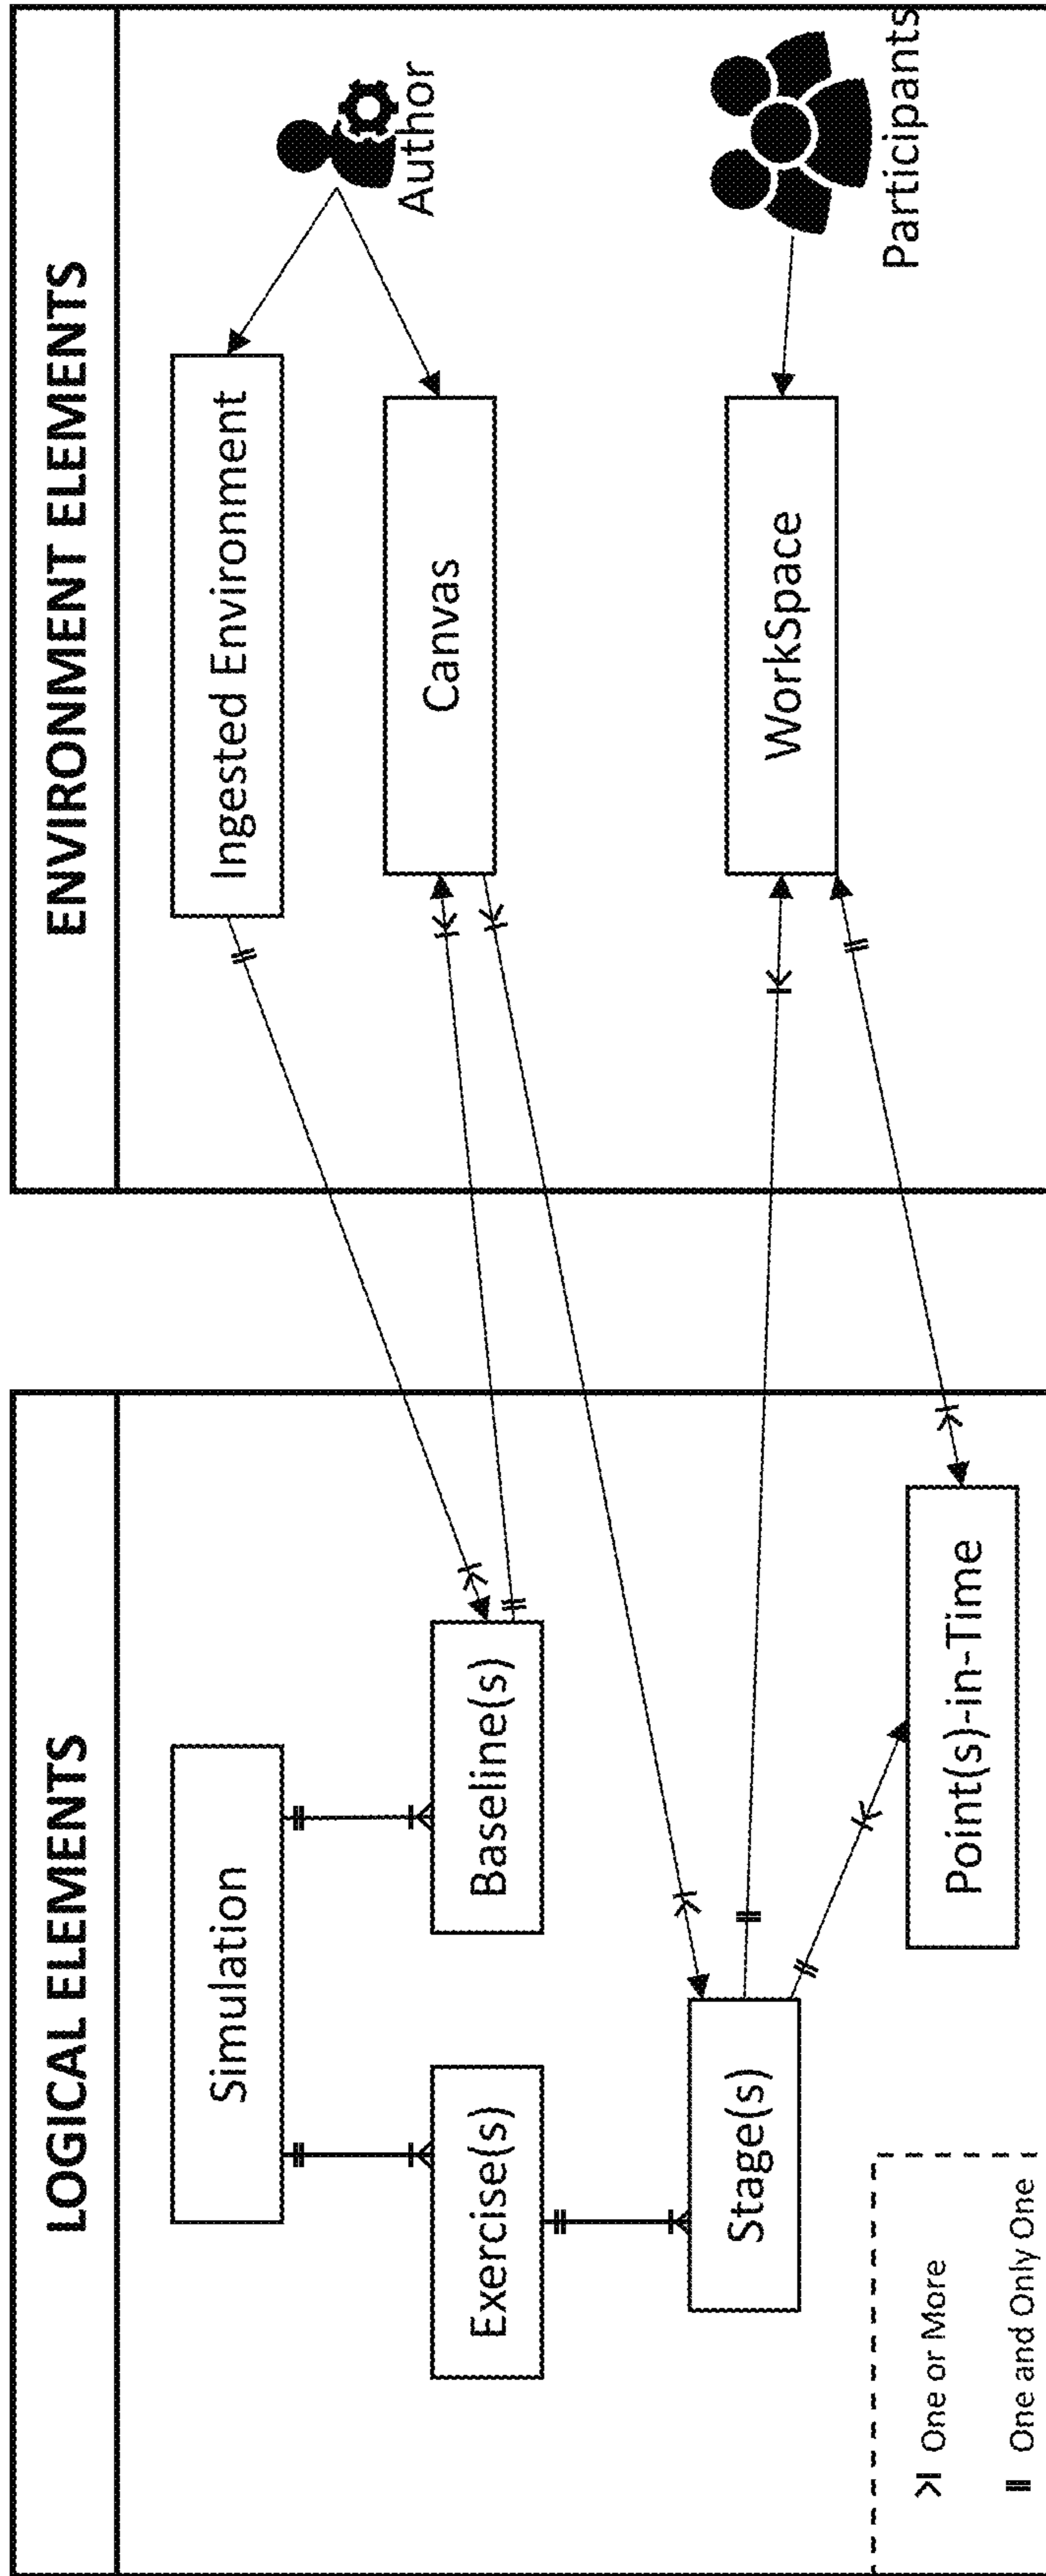 LOGICAL ELEMENTS
Simulation
Exercise(s)
Baseline(s)
Stage(s)
Point(s)-in-Time
One or More
One and Only One
ENVIRONMENT ELEMENTS
Ingested Environment
Author
Canvas
WorkSpace
Participants